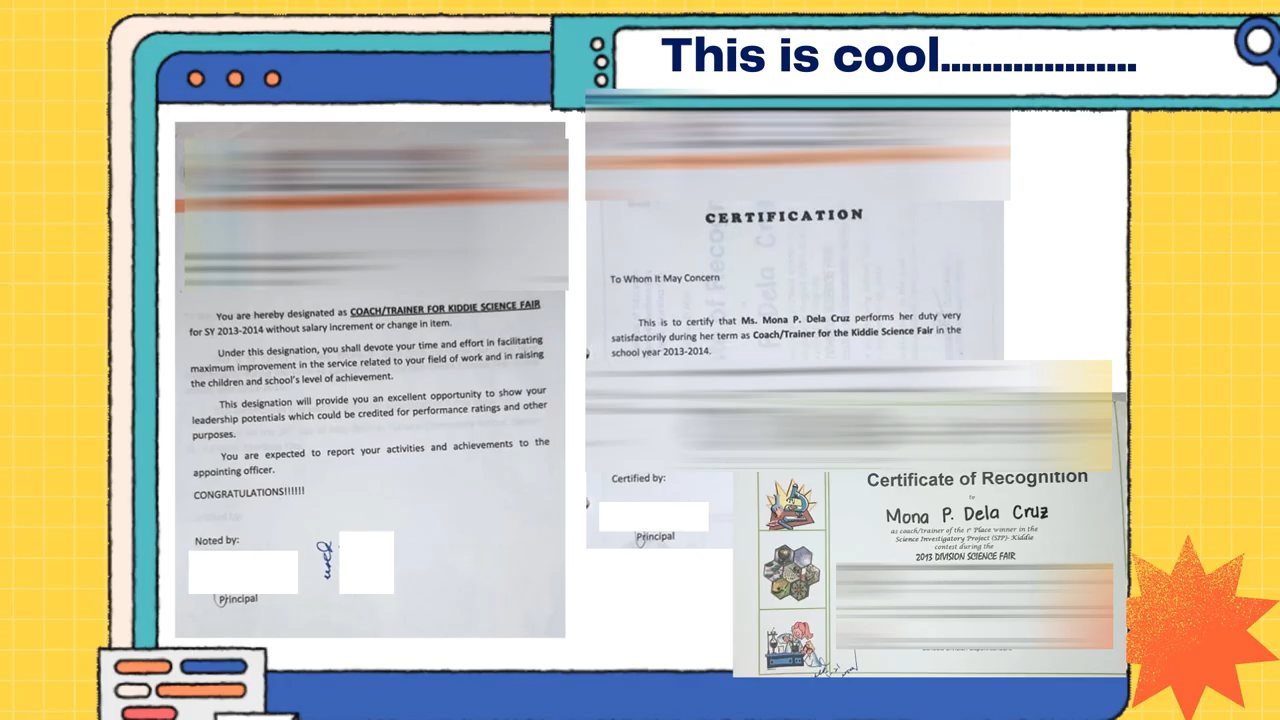 This is cool...................
You are hereby designated as COACH/TRAINER FOR KIDDIE SCIENCE FAIR
for SY 2013-2014 without salary increment or change in item.
Under this designation, you shall devote your time and effort in facilitating
maximum improvement in the service related to your field of work and in raising
the children and school's level of achievement.
This designation will provide you an excellent opportunity to show your
leadership potentials which could be credited for performance ratings and other
purposes.
You are expected to report your activities and achievements to the
appointing officer.
CONGRATULATIONS!!!!!!
Noted by:
Principal
CERTIFICATION
To Whom It May Concern
This is to certify that Ms. Mona P. Dela Cruz performs her duty very
satisfactorily during her term as Coach/Trainer for the Kiddie Science Fair in the
school year 2013-2014.
Certified by:
Principal
Certificate of Recognition
to
Mona P. Dela Cruz
as coach/trainer of the 1st Place winner in the
Science Investigatory Project (SIP)- Kiddie
contest during the
2013 DIVISION SCIENCE FAIR